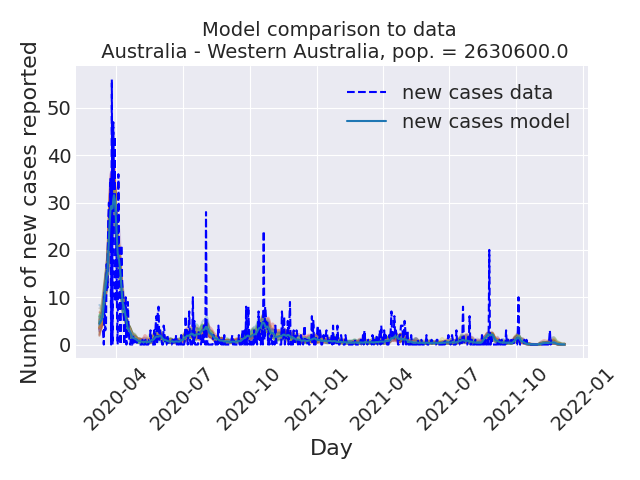 Model comparison to data
Australia - Western Australia, pop. = 2630600.0
Number of new cases reported
50
40
30
20
10
0
new cases data
new cases model
2020-04
2020-07
2020-10
2021-01
2021-04
2021-07
2021-10
2022-01
Day